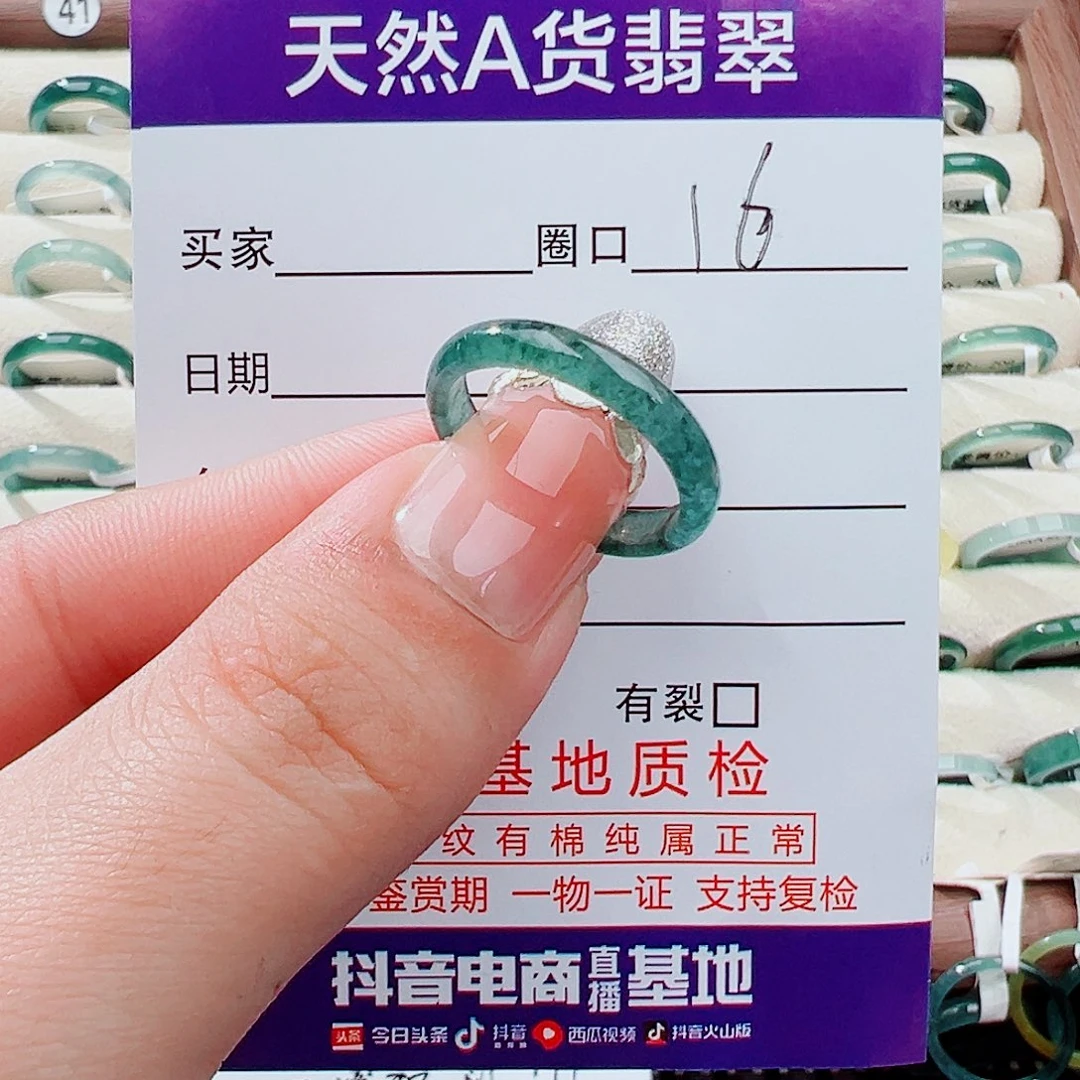 41
天然A货翡翠
买家 圈口 16
日期
有裂□
基地质检
纹有棉纯属正常
鉴赏期 一物一证 支持复检
抖音电商直播基地
头条 今日头条 抖音 西瓜视频 抖音火山版